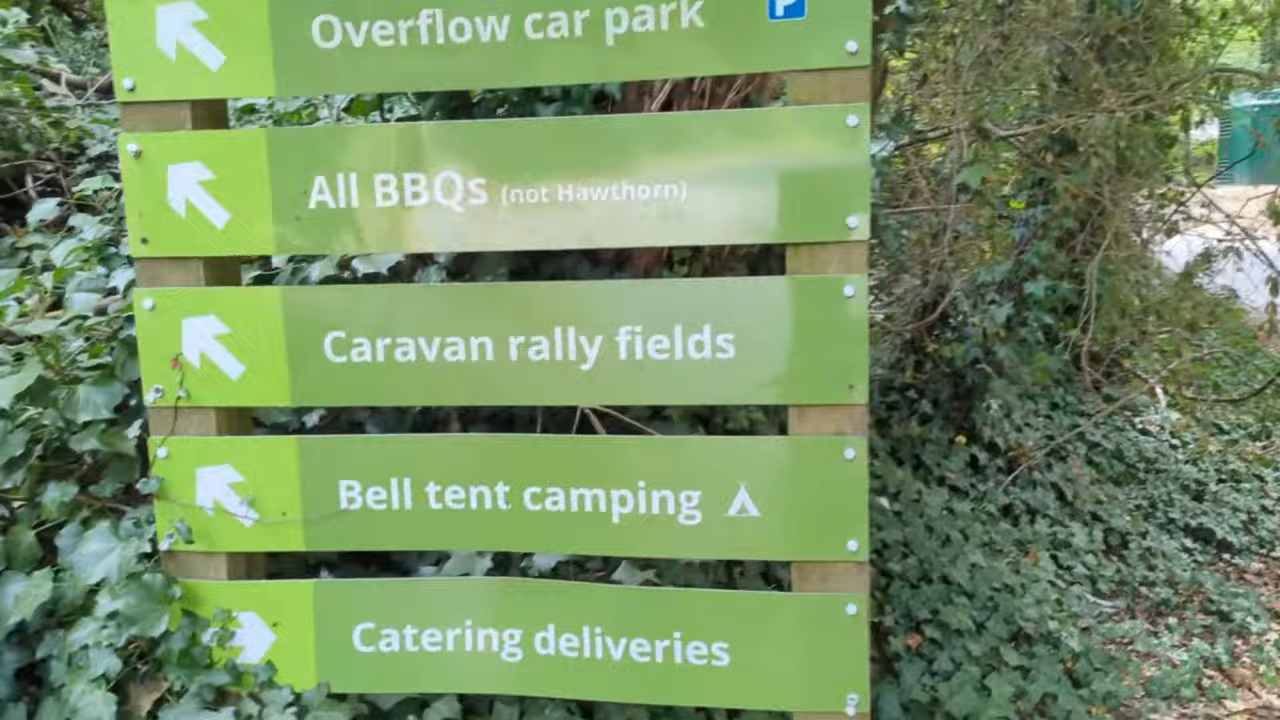 Overflow car park P
All BBQs (not Hawthorn)
Caravan rally fields
Bell tent camping
Catering deliveries